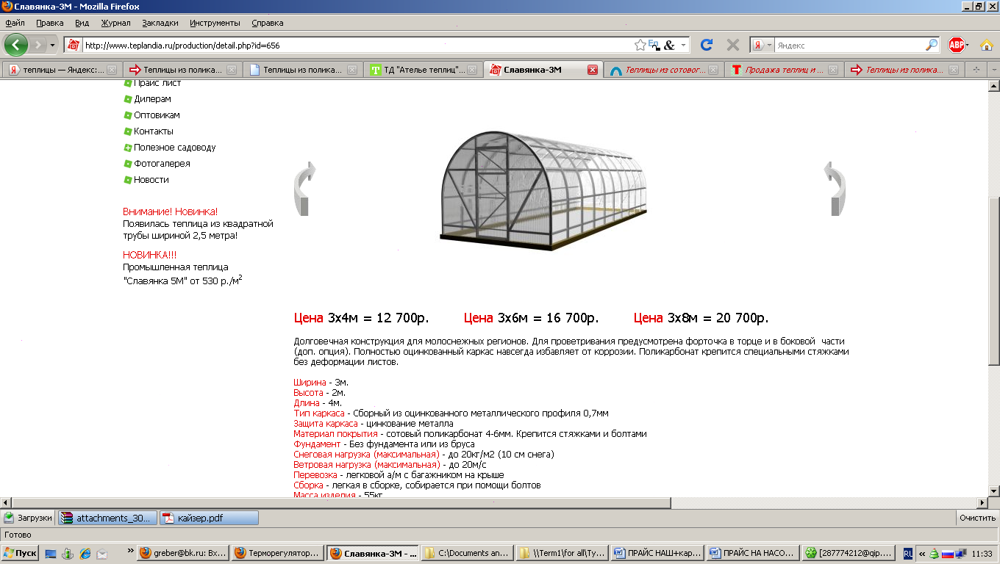 Славянка-3М - Mozilla Firefox
Файл Правка Вид Журнал Закладки Инструменты Справка
http://www.teplandia.ru/production/detail.php?id=656
En & ABP
Я Яндекс
теплицы — Яндекс:... Теплицы из полика... Теплицы из полика... ТД "Ателье теплиц"... Славянка-3М Теплицы из сотовог... Продажа теплиц и ... Теплицы из полика...
Прайс лист
Дилерам
Оптовикам
Контакты
Полезное садоводу
Фотогалерея
Новости
Внимание! Новинка!
Появилась теплица из квадратной
трубы шириной 2,5 метра!
НОВИНКА!!!
Промышленная теплица
"Славянка 5М" от 530 р./м2
Цена 3х4м = 12 700р. Цена 3х6м = 16 700р. Цена 3х8м = 20 700р.
Долговечная конструкция для молоснежных регионов. Для проветривания предусмотрена форточка в торце и в боковой части
(доп. опция). Полностью оцинкованный каркас навсегда избавляет от коррозии. Поликарбонат крепится специальными стяжками
без деформации листов.
Ширина - 3м.
Высота - 2м.
Длина - 4м.
Тип каркаса - Сборный из оцинкованного металлического профиля 0,7мм
Защита каркаса - цинкование металла
Материал покрытия - сотовый поликарбонат 4-6мм. Крепится стяжками и болтами
Фундамент - Без фундамента или из бруса
Снеговая нагрузка (максимальная) - до 20кг/м2 (10 см снега)
Ветровая нагрузка (максимальная) - до 20м/с
Перевозка - легковой а/м с багажником на крыше
Сборка - легкая в сборке, собирается при помощи болтов
Масса изделия - 55кг
Загрузки attachments_30... кайзер.pdf Очистить
Готово
Пуск » greber@bk.ru: Вх... Терморегулятор... Славянка-3М - ... C:\Documents an... \\Term1\for all\Ty... ПРАЙС НАШ+кар... ПРАЙС НА НАСО... [287774212@qip.... RL « 11:33